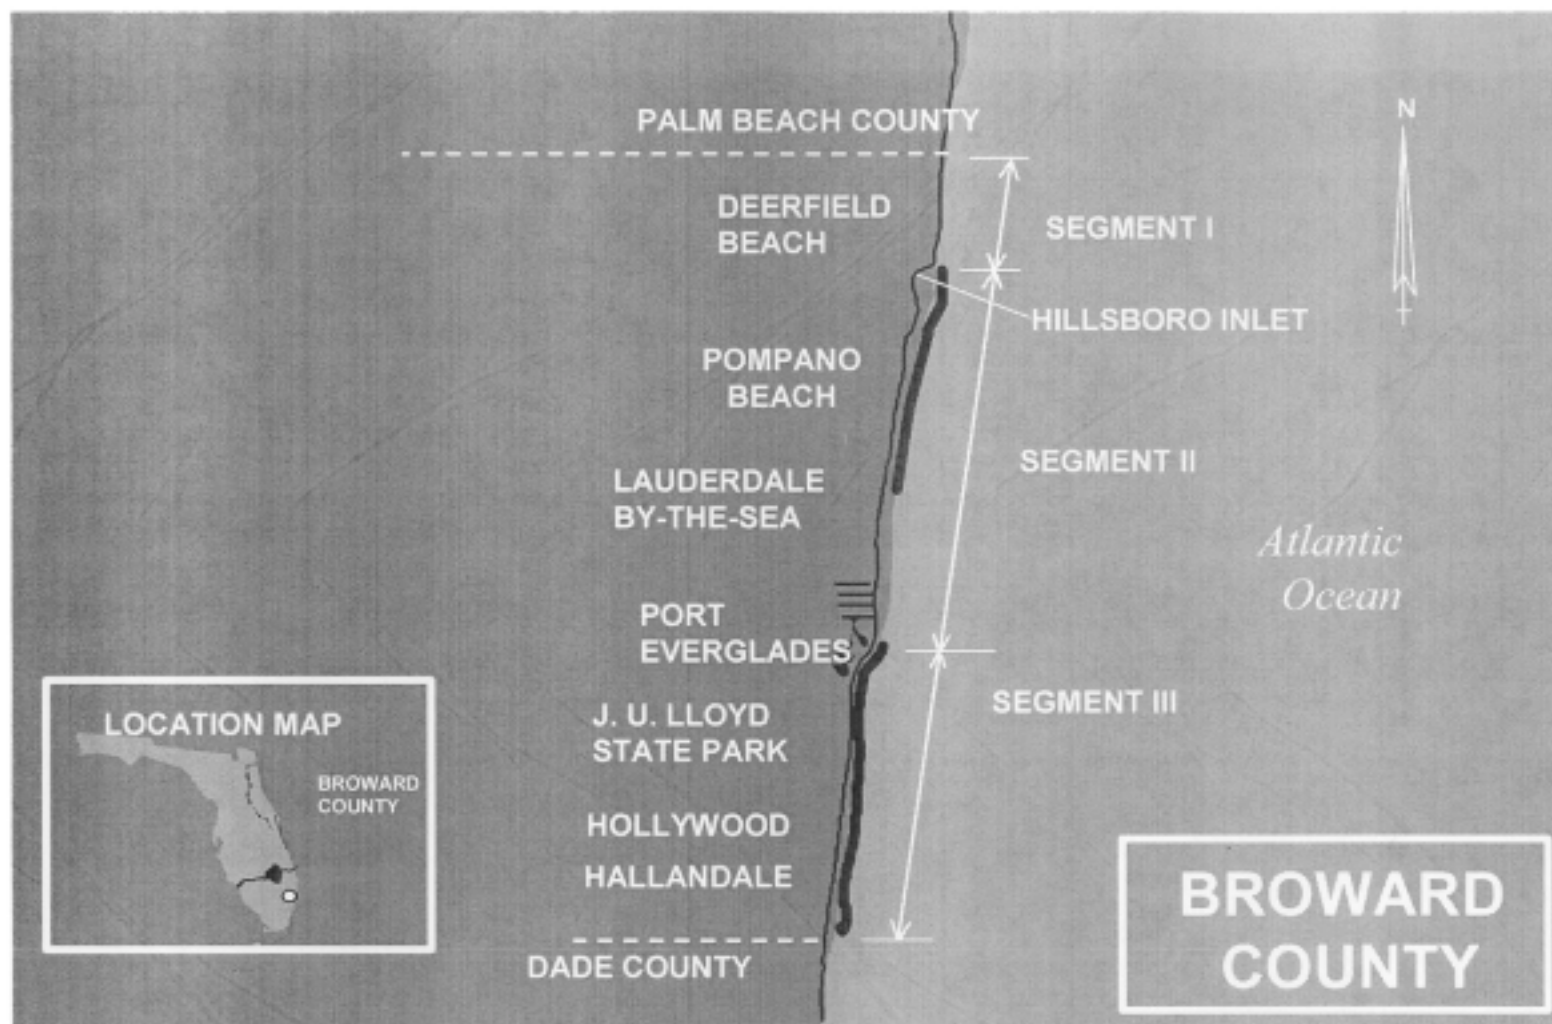 PALM BEACH COUNTY
N
DEERFIELD
BEACH
SEGMENT I
HILLSBORO INLET
POMPANO
BEACH
SEGMENT II
LAUDERDALE
BY-THE-SEA
Atlantic
Ocean
PORT
EVERGLADES
SEGMENT III
J. U. LLOYD
STATE PARK
LOCATION MAP
BROWARD
COUNTY
HOLLYWOOD
HALLANDALE
DADE COUNTY
BROWARD
COUNTY